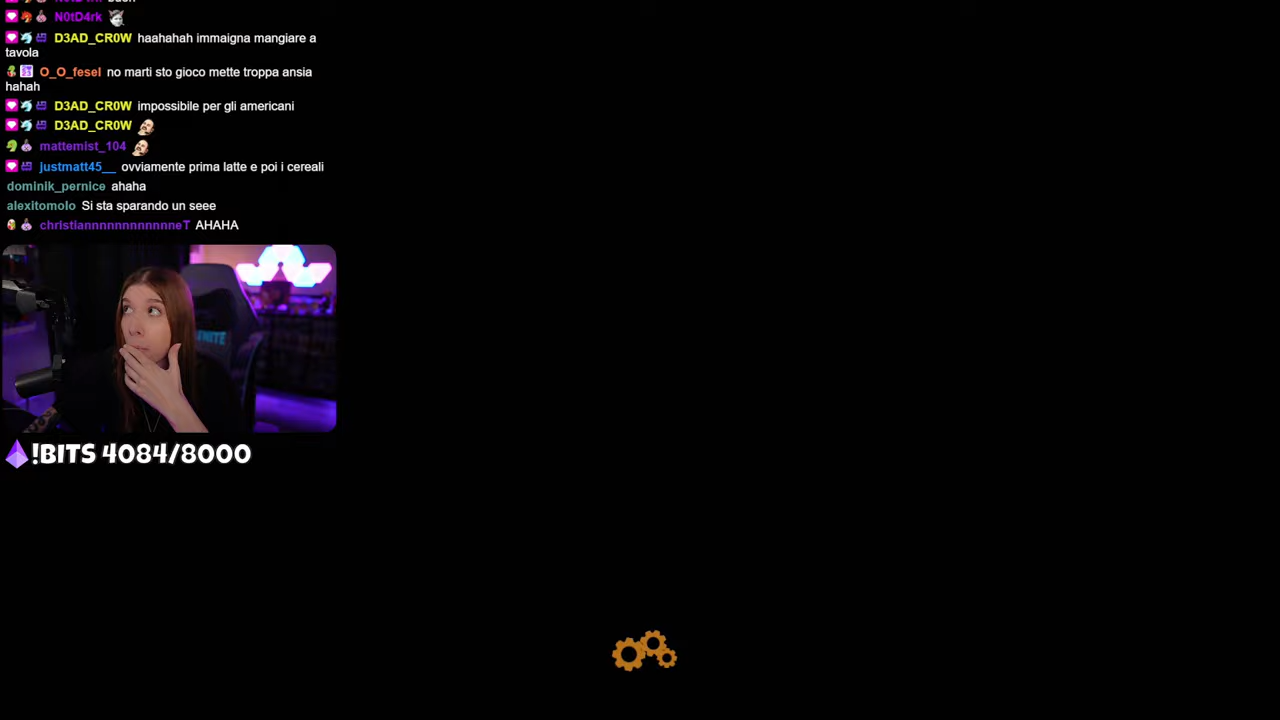 N0tD4rk
D3AD_CR0W haahahah immaigna mangiare a
tavola
O_O_fesel no marti sto gioco mette troppa ansia
hahah
D3AD_CR0W impossibile per gli americani
D3AD_CR0W
mattemist_104
justmatt45__ ovviamente prima latte e poi i cereali
dominik_pernice ahaha
alexitomolo Si sta sparando un seee
christiannnnnnnnnnnneT AHAHA
!BITS 4084/8000